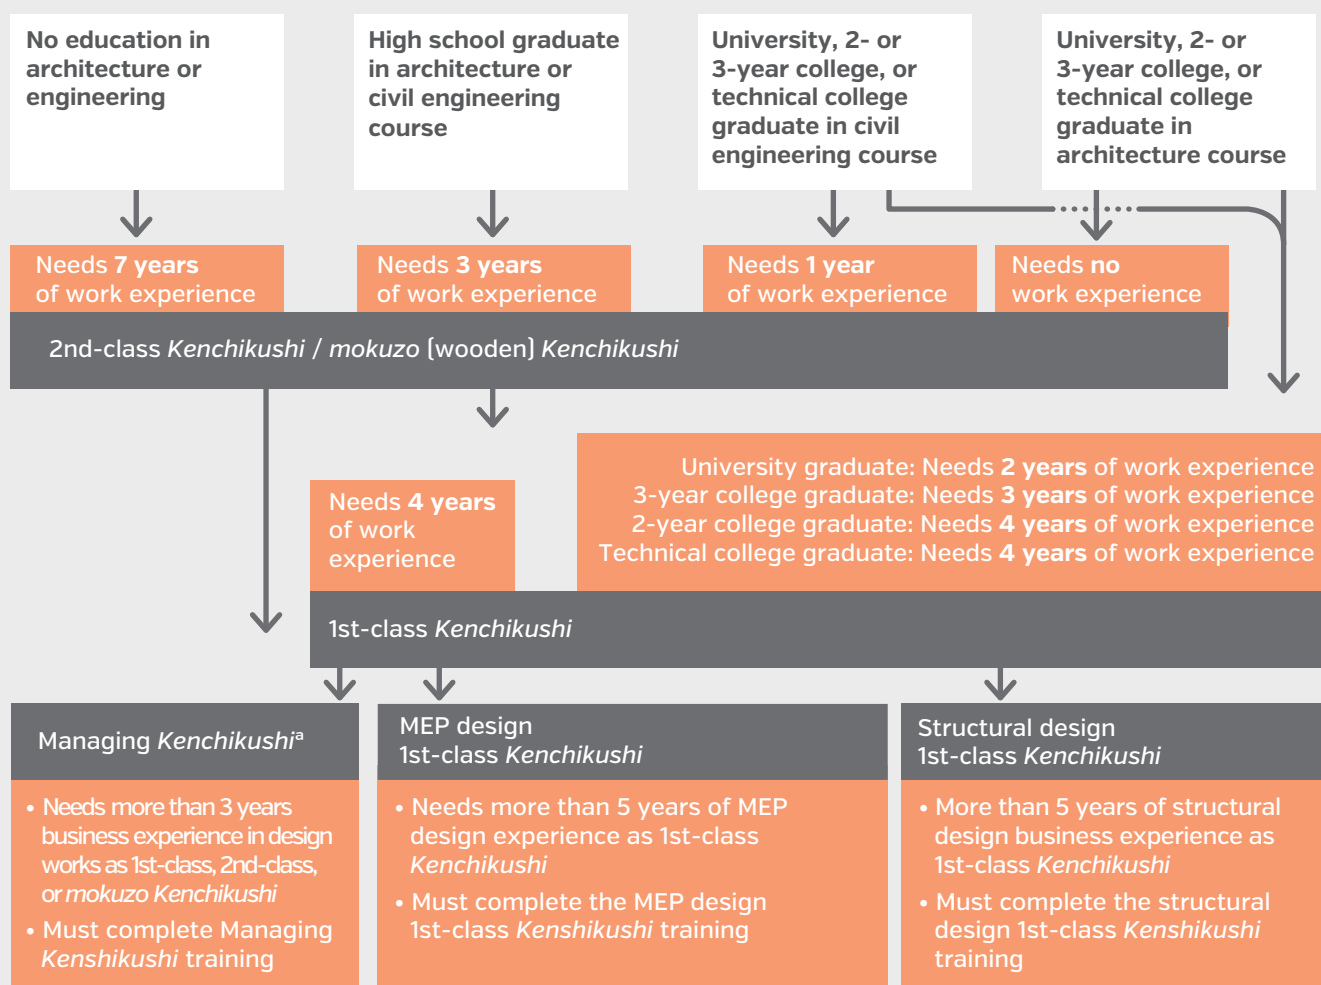 No education in
architecture or
engineering
High school graduate
in architecture or
civil engineering
course
University, 2- or
3-year college, or
technical college
graduate in civil
engineering course
University, 2- or
3-year college, or
technical college
graduate in
architecture course
Needs 7 years
of work experience
Needs 3 years
of work experience
Needs 1 year
of work experience
Needs no
work experience
2nd-class Kenchikushi / mokuzo (wooden) Kenchikushi
Needs 4 years
of work
experience
University graduate: Needs 2 years of work experience
3-year college graduate: Needs 3 years of work experience
2-year college graduate: Needs 4 years of work experience
Technical college graduate: Needs 4 years of work experience
1st-class Kenchikushi
Managing Kenchikushiᵃ
• Needs more than 3 years
business experience in design
works as 1st-class, 2nd-class,
or mokuzo Kenchikushi
• Must complete Managing
Kenshikushi training
MEP design
1st-class Kenchikushi
• Needs more than 5 years of MEP
design experience as 1st-class
Kenchikushi
• Must complete the MEP design
1st-class Kenshikushi training
Structural design
1st-class Kenchikushi
• More than 5 years of structural
design business experience as
1st-class Kenchikushi
• Must complete the structural
design 1st-class Kenshikushi
training